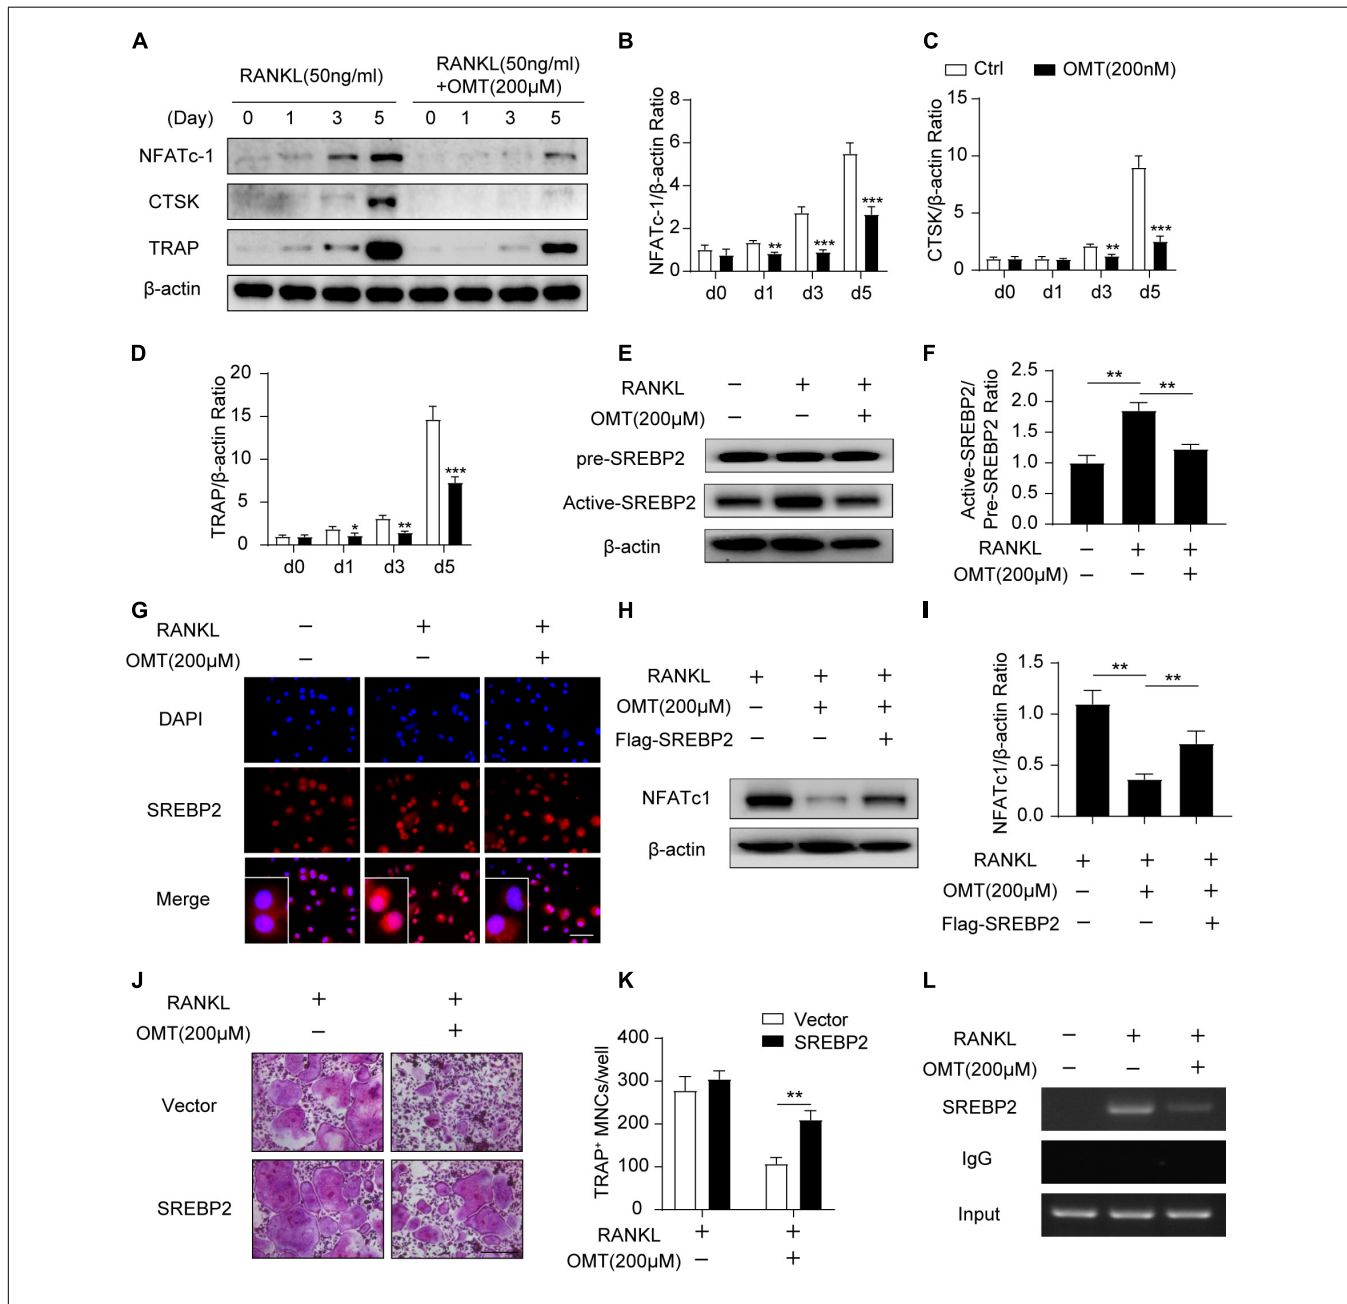 A
RANKL(50ng/ml)
RANKL(50ng/ml)
+OMT(200μM)
(Day) 0 1 3 5 0 1 3 5
NFATc-1
CTSK
TRAP
β-actin
B
NFATc-1/β-actin Ratio
8
6
4
2
0
** *** ***
d0 d1 d3 d5
C
Ctrl OMT(200nM)
CTSK/β-actin Ratio
15
10
5
0
** ***
d0 d1 d3 d5
D
TRAP/β-actin Ratio
20
15
10
5
0
* ** ***
d0 d1 d3 d5
E
RANKL − + +
OMT(200μM) − − +
pre-SREBP2
Active-SREBP2
β-actin
F
Active-SREBP2/
Pre-SREBP2 Ratio
2.5
2.0
1.5
1.0
0.5
0.0
** **
RANKL − + +
OMT(200μM) − − +
G
RANKL − + +
OMT(200μM) − − +
DAPI
SREBP2
Merge
H
RANKL + + +
OMT(200μM) − + +
Flag-SREBP2 − − +
NFATc1
β-actin
I
NFATc1/β-actin Ratio
1.5
1.0
0.5
0.0
** **
RANKL + + +
OMT(200μM) − + +
Flag-SREBP2 − − +
J
RANKL + +
OMT(200μM) − +
Vector
SREBP2
K
Vector
SREBP2
TRAP⁺ MNCs/well
400
300
200
100
0
**
RANKL + +
OMT(200μM) − +
L
RANKL − + +
OMT(200μM) − − +
SREBP2
IgG
Input